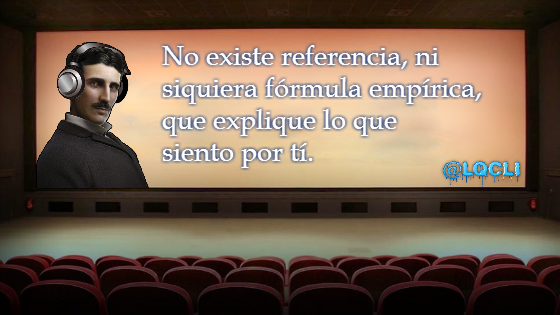 No existe referencia, ni
siquiera fórmula empírica,
que explique lo que
siento por tí.
@LQCLI